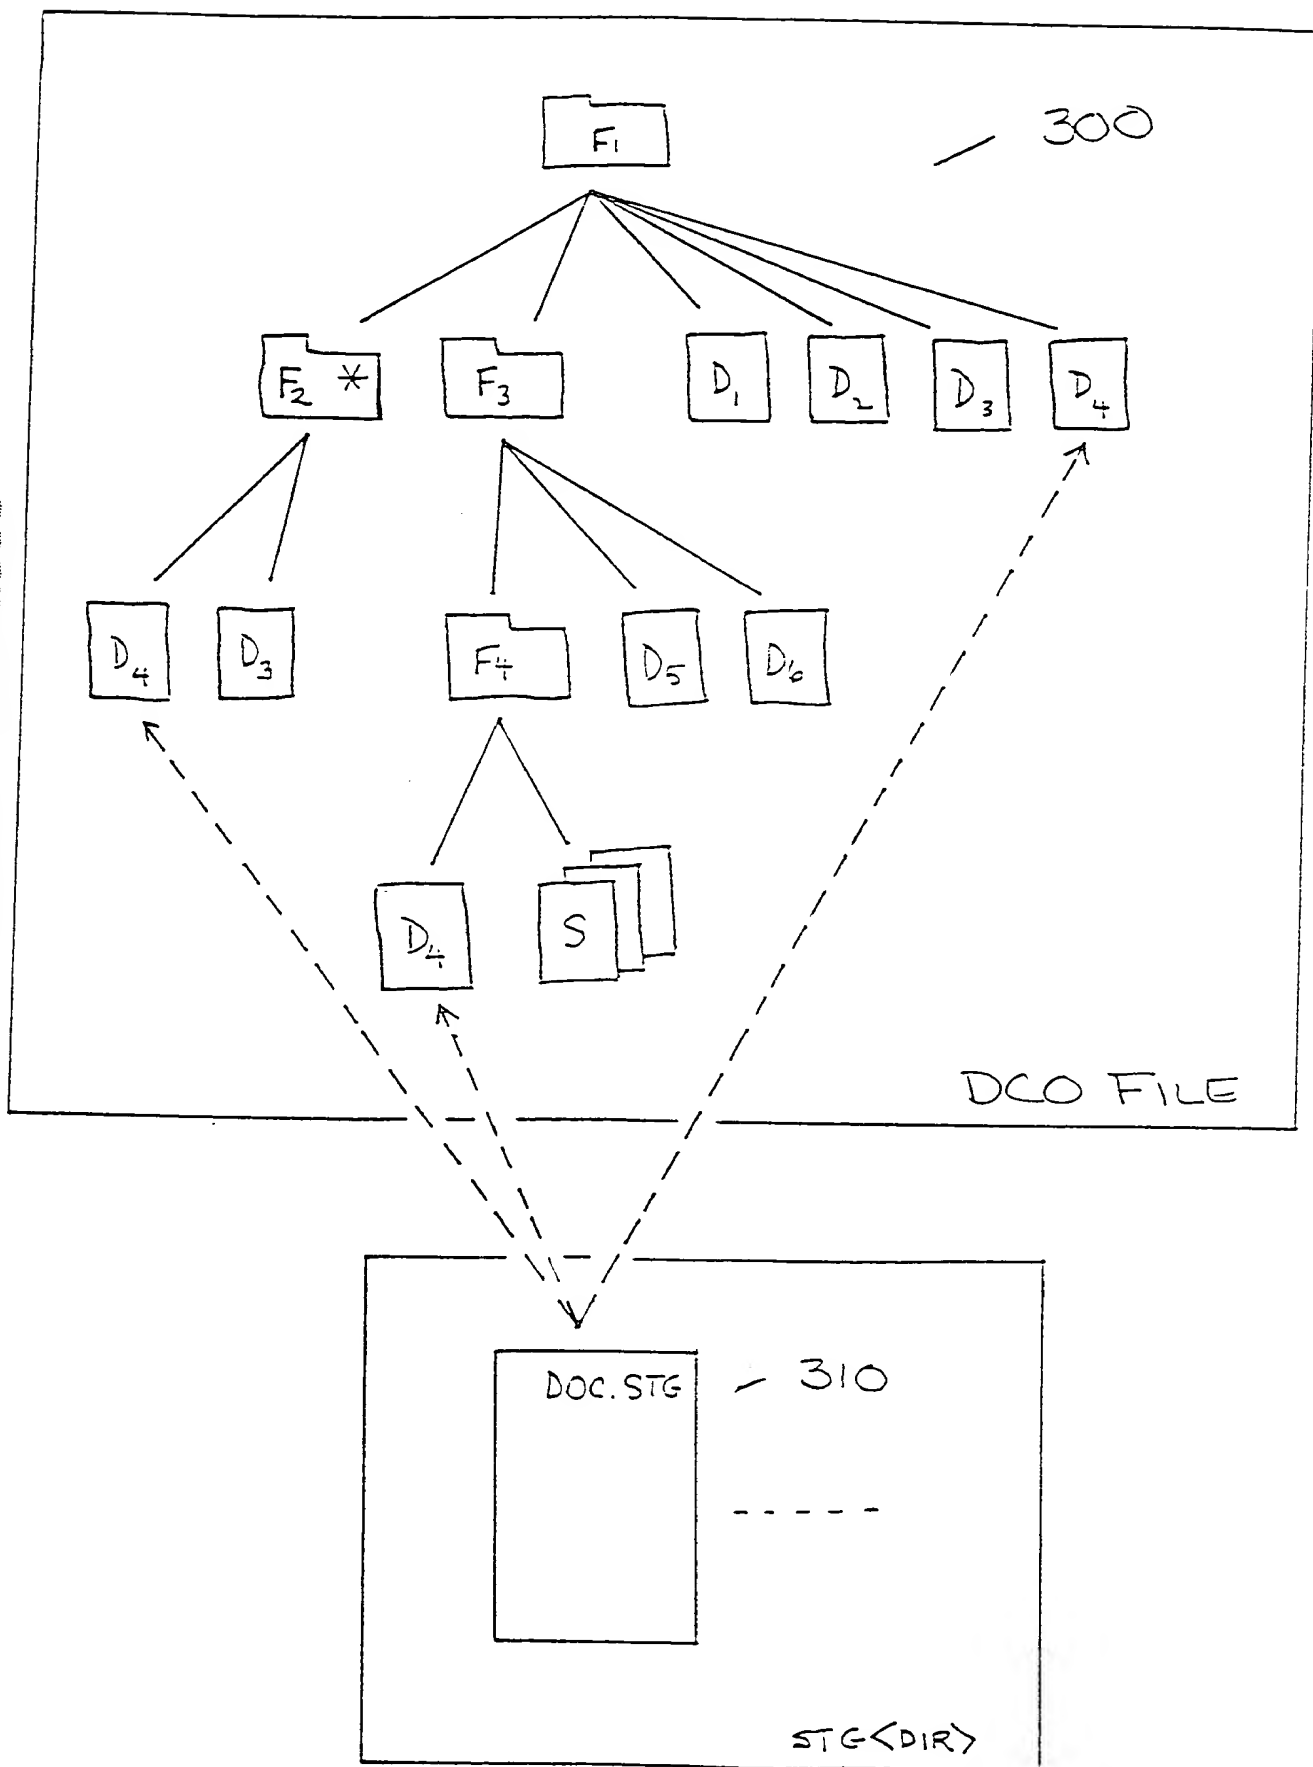 F1
300
F2 *
F3
D1
D2
D3
D4
D4
D3
F4
D5
D6
D4
S
DCO FILE
DOC.STG
310
STG<DIR>